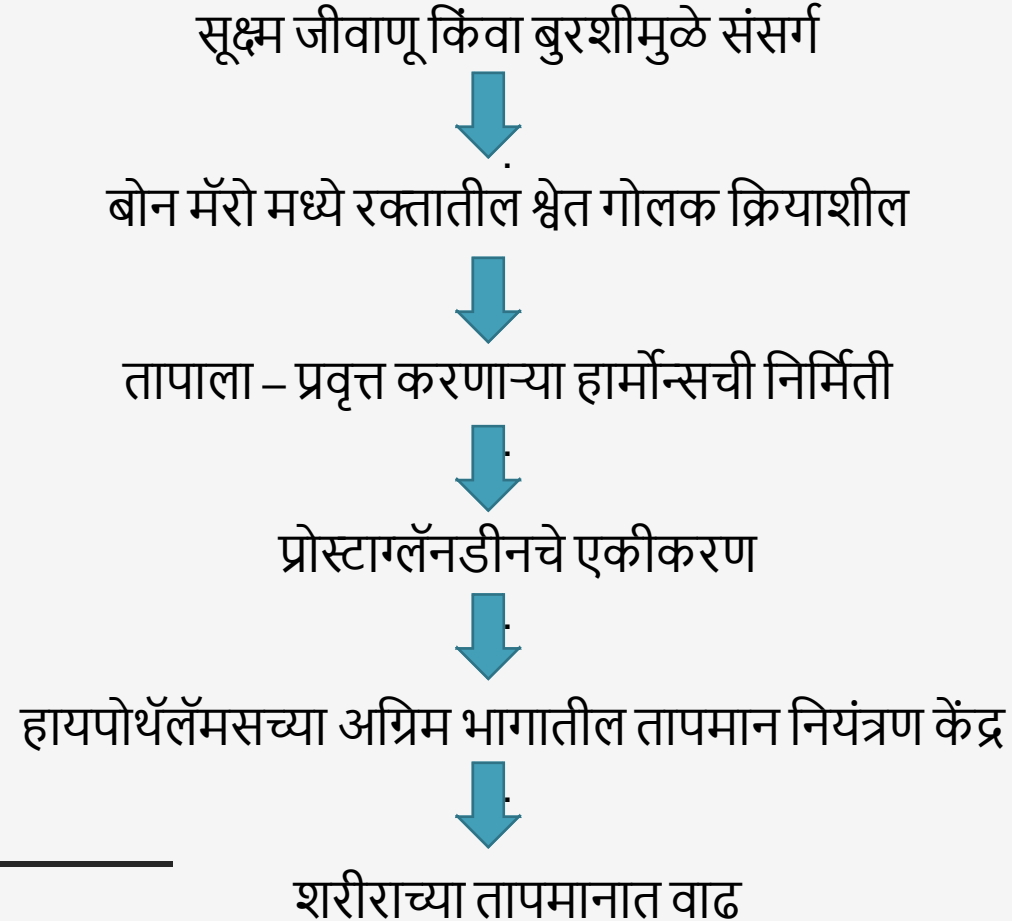 सूक्ष्म जीवाणू किंवा बुरशीमुळे संसर्ग
.
बोन मॅरो मध्ये रक्तातील श्वेत गोलक क्रियाशील
तापाला – प्रवृत्त करणाऱ्या हार्मोन्सची निर्मिती
.
प्रोस्टाग्लॅनडीनचे एकीकरण
.
हायपोथॅलॅमसच्या अग्रिम भागातील तापमान नियंत्रण केंद्र
.
शरीराच्या तापमानात वाढ